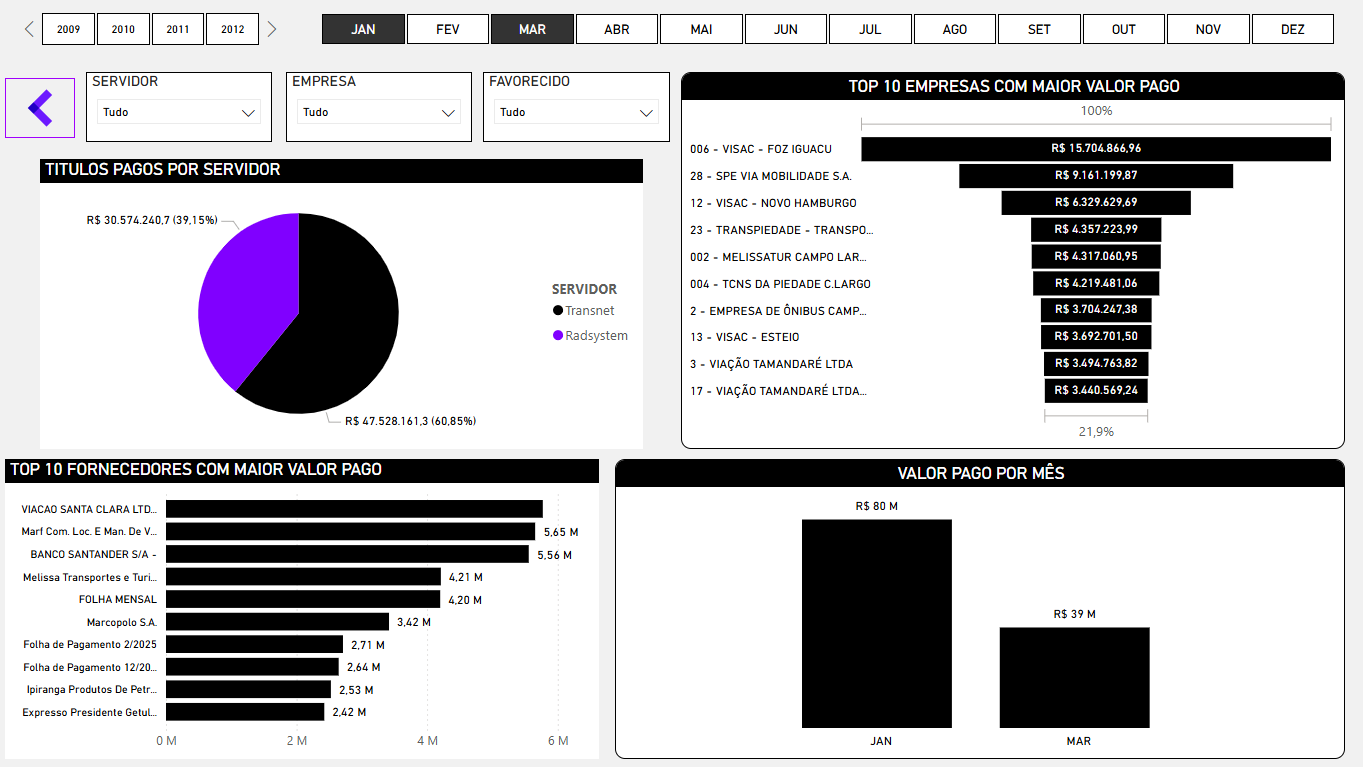 2009 2010 2011 2012
JAN FEV MAR ABR MAI JUN JUL AGO SET OUT NOV DEZ
SERVIDOR
Tudo
EMPRESA
Tudo
FAVORECIDO
Tudo
TOP 10 EMPRESAS COM MAIOR VALOR PAGO
100%
006 - VISAC - FOZ IGUACU R$ 15.704.866,96
28 - SPE VIA MOBILIDADE S.A. R$ 9.161.199,87
12 - VISAC - NOVO HAMBURGO R$ 6.329.629,69
23 - TRANSPIEDADE - TRANSPO... R$ 4.357.223,99
002 - MELISSATUR CAMPO LAR... R$ 4.317.060,95
004 - TCNS DA PIEDADE C.LARGO R$ 4.219.481,06
2 - EMPRESA DE ÔNIBUS CAMP... R$ 3.704.247,38
13 - VISAC - ESTEIO R$ 3.692.701,50
3 - VIAÇÃO TAMANDARÉ LTDA R$ 3.494.763,82
17 - VIAÇÃO TAMANDARÉ LTDA... R$ 3.440.569,24
21,9%
TITULOS PAGOS POR SERVIDOR
R$ 30.574.240,7 (39,15%)
R$ 47.528.161,3 (60,85%)
SERVIDOR
Transnet
Radsystem
TOP 10 FORNECEDORES COM MAIOR VALOR PAGO
VIACAO SANTA CLARA LTD...
Marf Com. Loc. E Man. De V... 5,65 M
BANCO SANTANDER S/A - 5,56 M
Melissa Transportes e Turi... 4,21 M
FOLHA MENSAL 4,20 M
Marcopolo S.A. 3,42 M
Folha de Pagamento 2/2025 2,71 M
Folha de Pagamento 12/20... 2,64 M
Ipiranga Produtos De Petr... 2,53 M
Expresso Presidente Getul... 2,42 M
0 M 2 M 4 M 6 M
VALOR PAGO POR MÊS
R$ 80 M
R$ 39 M
JAN MAR